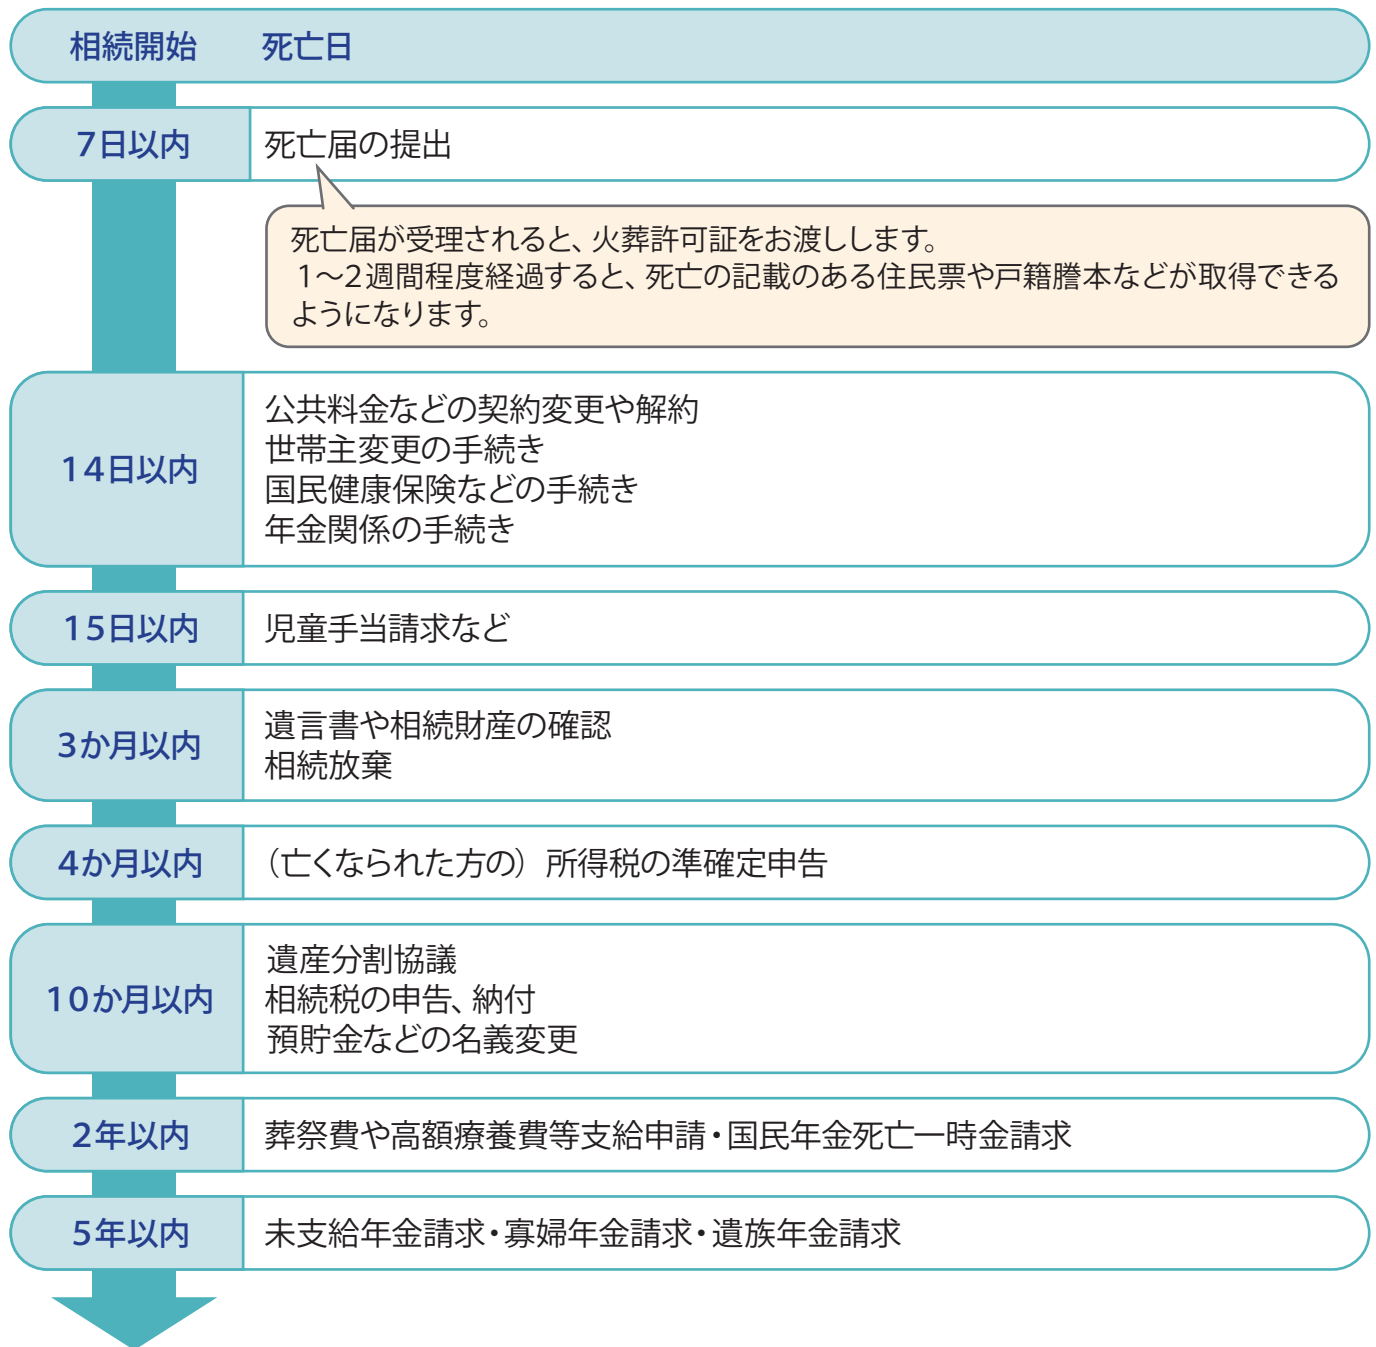 相続開始 死亡日
7日以内 死亡届の提出
死亡届が受理されると、火葬許可証をお渡しします。
1〜2週間程度経過すると、死亡の記載のある住民票や戸籍謄本などが取得できる
ようになります。
14日以内
公共料金などの契約変更や解約
世帯主変更の手続き
国民健康保険などの手続き
年金関係の手続き
15日以内 児童手当請求など
3か月以内
遺言書や相続財産の確認
相続放棄
4か月以内 (亡くなられた方の)所得税の準確定申告
10か月以内
遺産分割協議
相続税の申告、納付
預貯金などの名義変更
2年以内 葬祭費や高額療養費等支給申請・国民年金死亡一時金請求
5年以内 未支給年金請求・寡婦年金請求・遺族年金請求